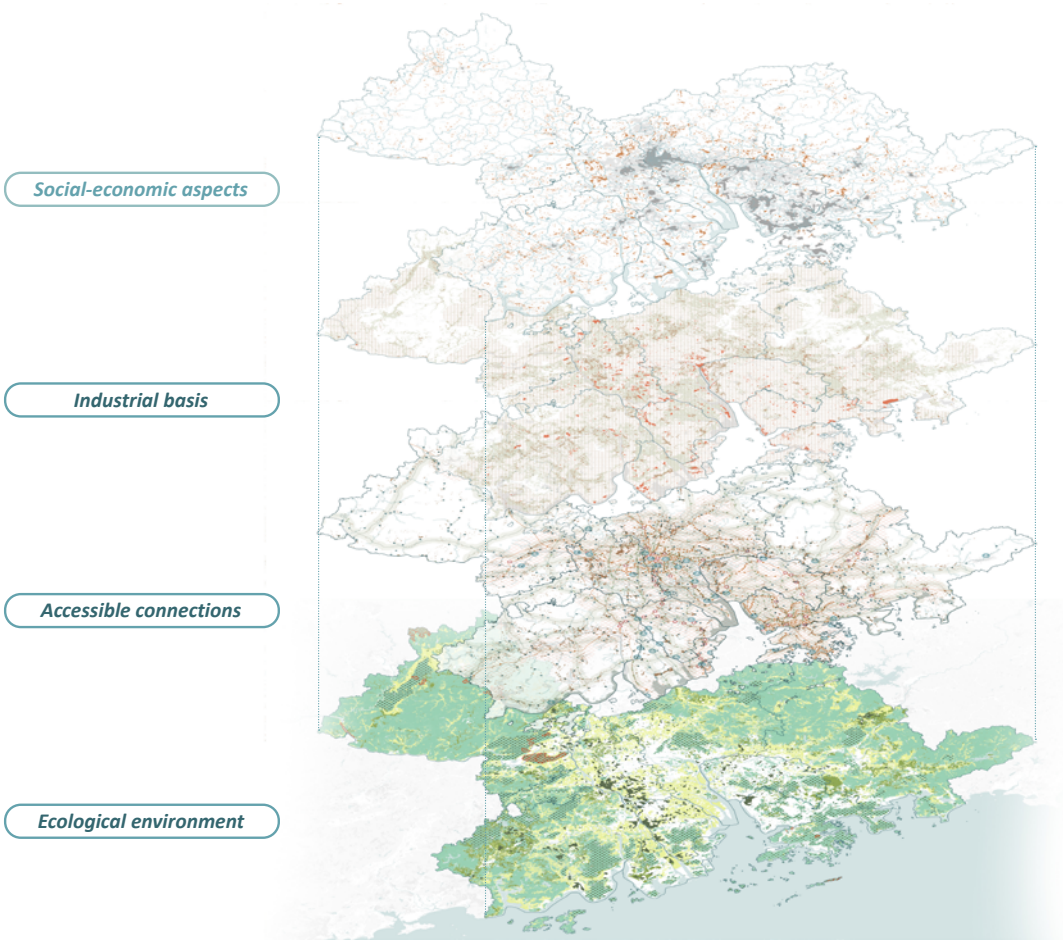 Social-economic aspects
Industrial basis
Accessible connections
Ecological environment